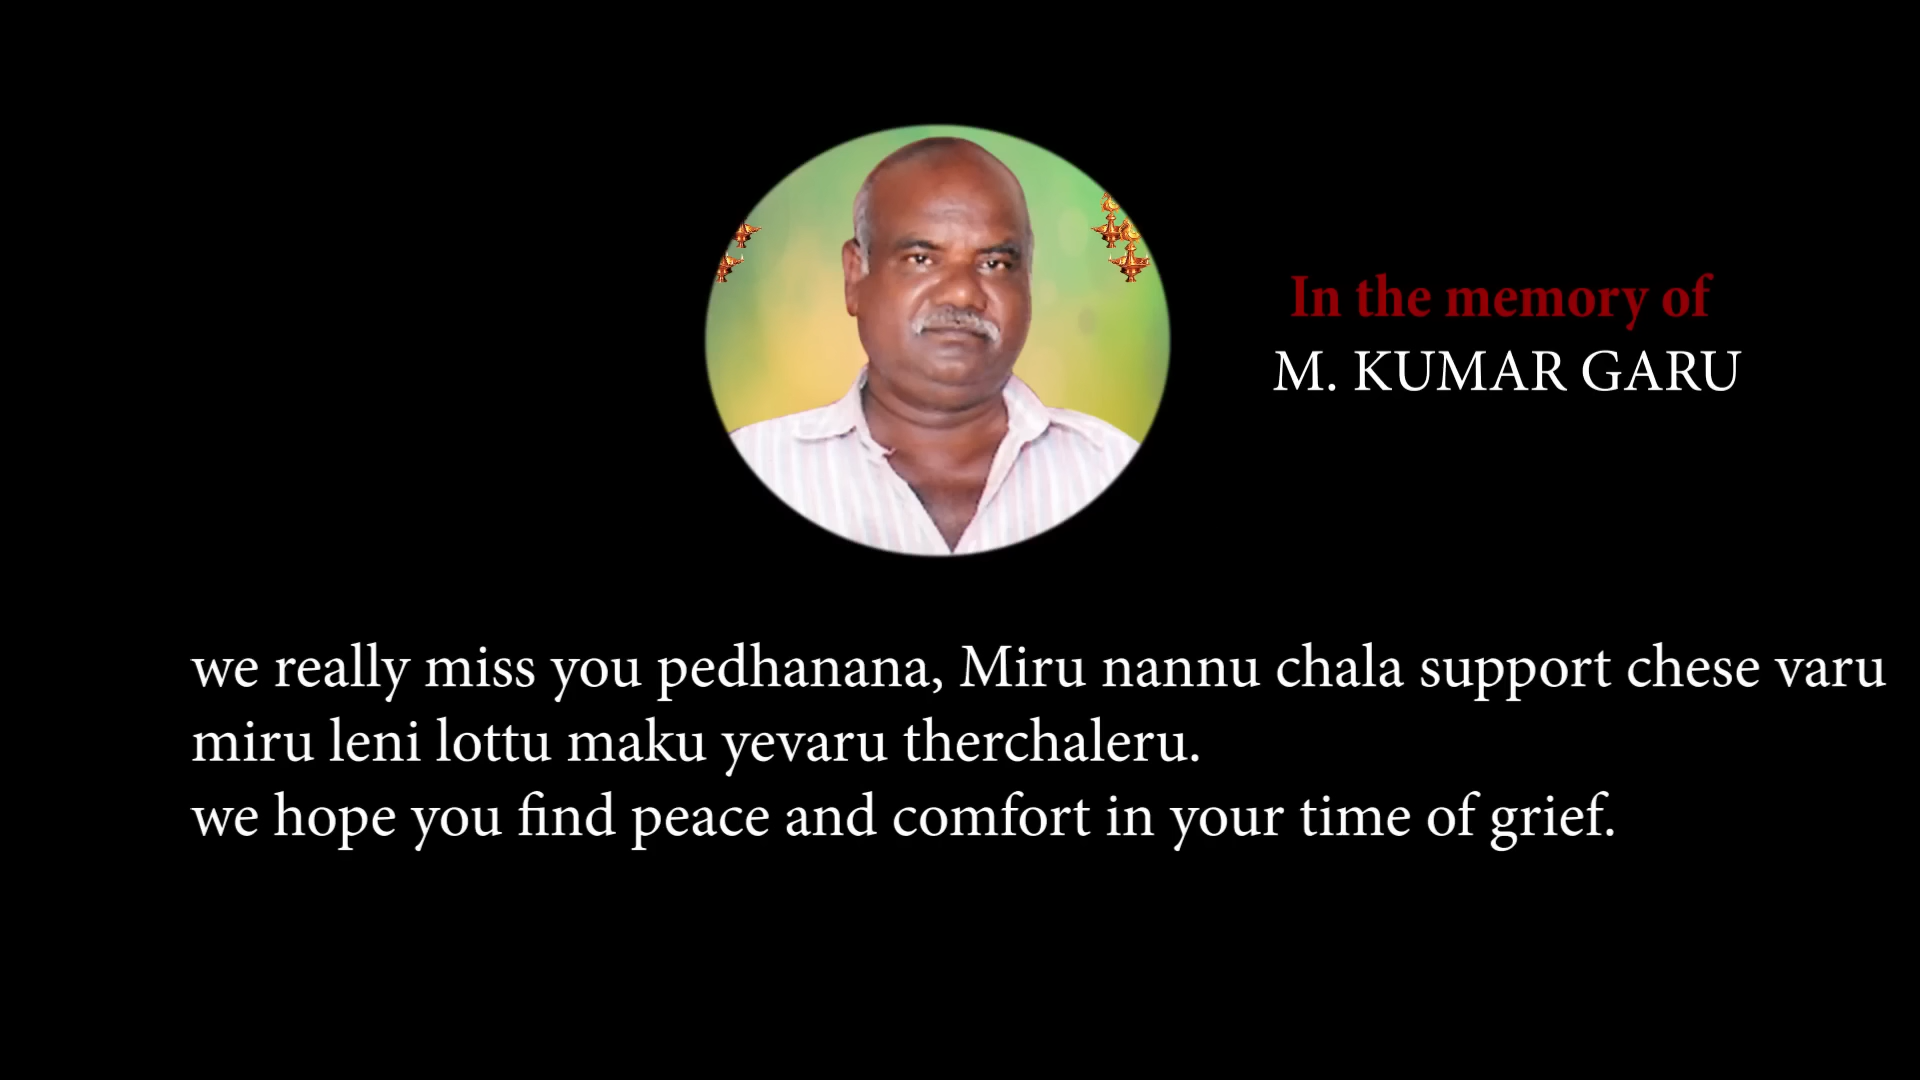 In the memory of
M. KUMAR GARU
we really miss you pedhanana, Miru nannu chala support chese varu
miru leni lottu maku yevaru therchaleru.
we hope you find peace and comfort in your time of grief.